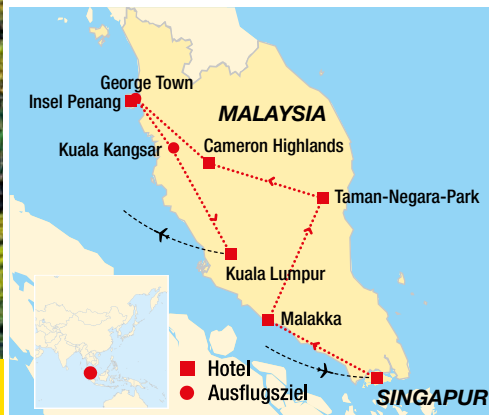 George Town
Insel Penang
MALAYSIA
Kuala Kangsar
Cameron Highlands
Taman-Negara-Park
Kuala Lumpur
Malakka
Hotel
Ausflugsziel
SINGAPUR